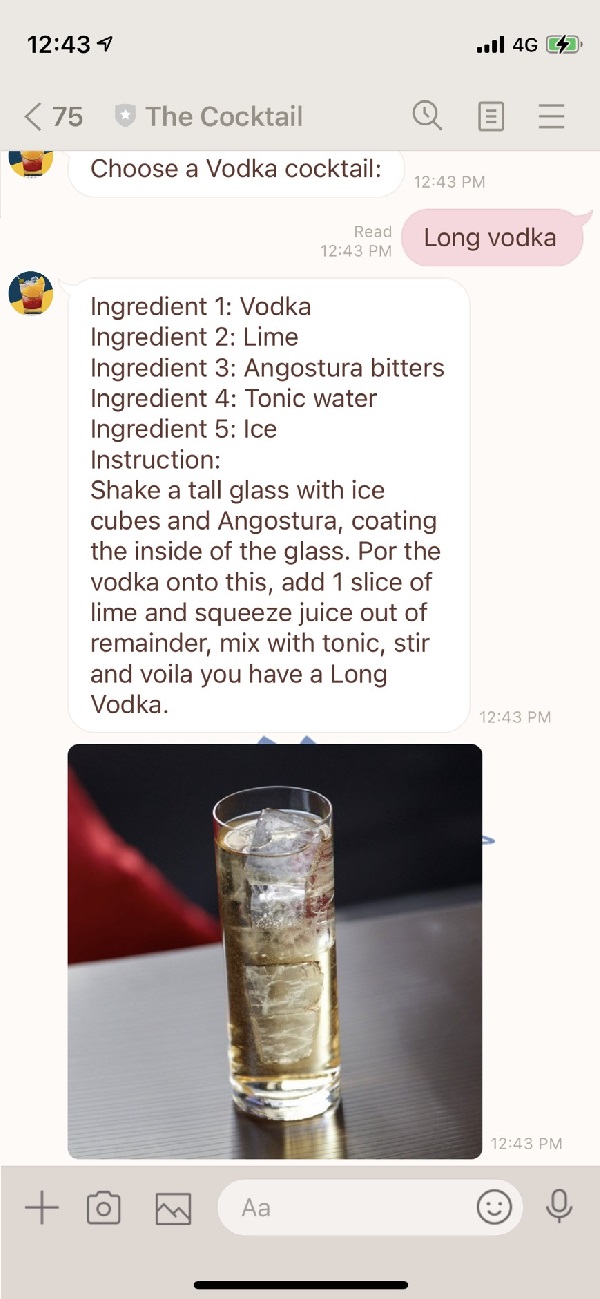 12:43
4G
75
The Cocktail
Choose a Vodka cocktail:
12:43 PM
Read
12:43 PM
Long vodka
Ingredient 1: Vodka
Ingredient 2: Lime
Ingredient 3: Angostura bitters
Ingredient 4: Tonic water
Ingredient 5: Ice
Instruction:
Shake a tall glass with ice
cubes and Angostura, coating
the inside of the glass. Por the
vodka onto this, add 1 slice of
lime and squeeze juice out of
remainder, mix with tonic, stir
and voila you have a Long
Vodka.
12:43 PM
12:43 PM
Aa